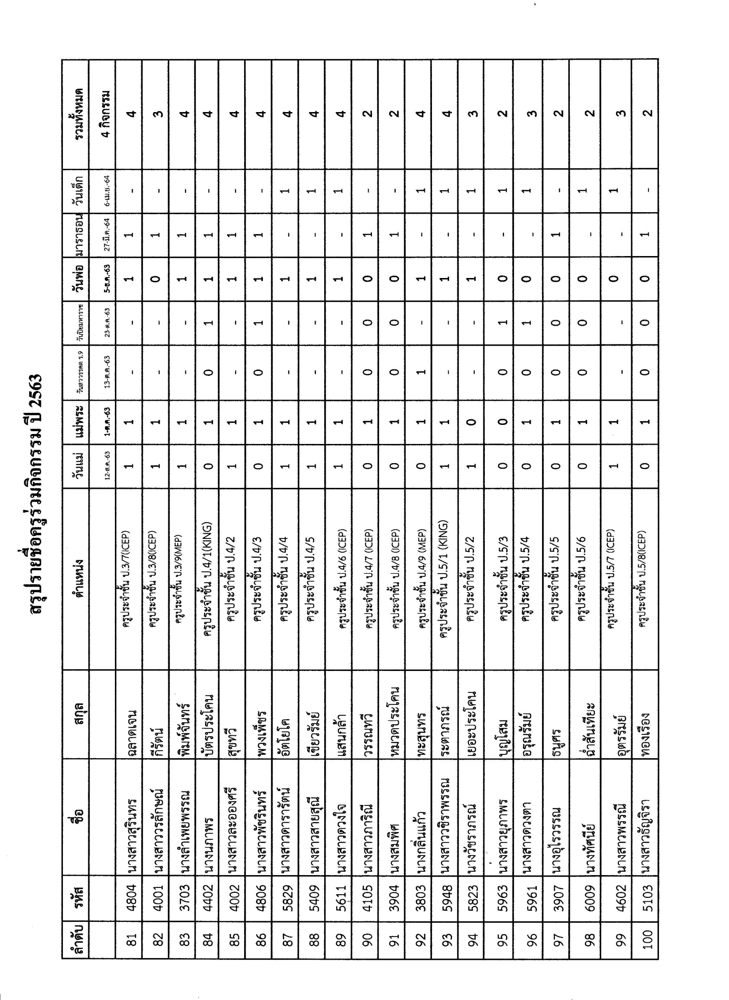 สรุปรายชื่อครูร่วมกิจกรรม ปี 2563
ลำดับ รหัส ชื่อ สกุล ตำแหน่ง วันแม่ แม่พระ วันสวรรคต ร.9 วันปิยมหาราช วันพ่อ มาราธอน วันเด็ก รวมทั้งหมด
12-ส.ค.-63 1-ต.ค.-63 13-ต.ค.-63 23-ต.ค.-63 5-ธ.ค.-63 27-มี.ค.-64 6-เม.ย.-64 4 กิจกรรม
81 4804 นางสาวสุรินทร ฉลาดเจน ครูประจำชั้น ป.3/7(ICEP) 1 1 - - 1 1 - 4
82 4001 นางสาววรลักษณ์ กีรัตน์ ครูประจำชั้น ป.3/8(ICEP) 1 1 - - 0 1 - 3
83 3703 นางลำเพยพรรณ พิมพ์จันทร์ ครูประจำชั้น ป.3/9(MEP) 1 1 - - 1 1 - 4
84 4402 นางนภาพร บัตรประโคน ครูประจำชั้น ป.4/1(KING) 0 1 0 1 1 1 - 4
85 4002 นางสาวละอองศรี สุขทวี ครูประจำชั้น ป.4/2 1 1 - - 1 1 - 4
86 4806 นางสาวพัชรินทร์ พวงเพ็ชร ครูประจำชั้น ป.4/3 0 1 0 1 1 1 - 4
87 5829 นางสาวดารารัตน์ อัตโยโค ครูประจำชั้น ป.4/4 1 1 - - 1 - 1 4
88 5409 นางสาวสายสุณี เขียวรัมย์ ครูประจำชั้น ป.4/5 1 1 - - 1 - 1 4
89 5611 นางสาวดวงใจ แสนกล้า ครูประจำชั้น ป.4/6 (ICEP) 1 1 - - 1 - 1 4
90 4105 นางสาวภาริณี วรรณทวี ครูประจำชั้น ป.4/7 (ICEP) 0 1 0 0 0 1 - 2
91 3904 นางสมพิศ หมวดประโคน ครูประจำชั้น ป.4/8 (ICEP) 0 1 0 0 0 1 - 2
92 3803 นางกลิ่นแก้ว ทะสุนทร ครูประจำชั้น ป.4/9 (MEP) 0 1 1 - 1 - 1 4
93 5948 นางสาววชิราพรรณ ระตาภรณ์ ครูประจำชั้น ป.5/1 (KING) 1 1 - - 1 - 1 4
94 5823 นางวัชราภรณ์ เยอะประโคน ครูประจำชั้น ป.5/2 1 0 - - 1 - 1 3
95 5963 นางสาวยุภาพร บุญโสม ครูประจำชั้น ป.5/3 0 0 0 1 0 - 1 2
96 5961 นางสาวดวงตา อรุณรัมย์ ครูประจำชั้น ป.5/4 0 1 0 1 0 - 1 3
97 3907 นางอุไรวรรณ ธนูศร ครูประจำชั้น ป.5/5 0 1 0 0 0 1 - 2
98 6009 นางทัศนีย์ ฉ่ำสันเทียะ ครูประจำชั้น ป.5/6 0 1 0 0 0 - 1 2
99 4602 นางสาวพรรณี อุตรรัมย์ ครูประจำชั้น ป.5/7 (ICEP) 1 1 - - 0 - 1 3
100 5103 นางสาวธัญจิรา ทองเรือง ครูประจำชั้น ป.5/8(ICEP) 0 1 0 0 0 1 - 2